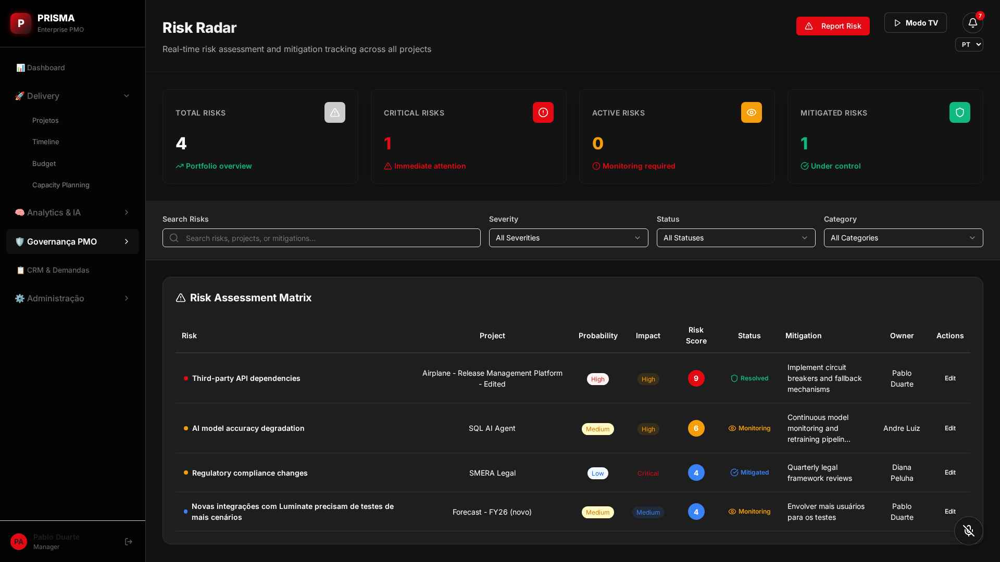 P
PRISMA
Enterprise PMO
📊 Dashboard
🚀 Delivery
Projetos
Timeline
Budget
Capacity Planning
🧠 Analytics & IA
🛡️ Governança PMO
📋 CRM & Demandas
⚙️ Administração
PA
Pablo Duarte
Manager
Risk Radar
Real-time risk assessment and mitigation tracking across all projects
Report Risk
Modo TV
7
PT
TOTAL RISKS
4
Portfolio overview
CRITICAL RISKS
1
Immediate attention
ACTIVE RISKS
0
Monitoring required
MITIGATED RISKS
1
Under control
Search Risks
Search risks, projects, or mitigations...
Severity
All Severities
Status
All Statuses
Category
All Categories
Risk Assessment Matrix
Risk Project Probability Impact Risk Score Status Mitigation Owner Actions
Third-party API dependencies
Airplane - Release Management Platform
- Edited
High
High
9
Resolved
Implement circuit
breakers and fallback
mechanisms
Pablo
Duarte
Edit
AI model accuracy degradation
SQL AI Agent
Medium
High
6
Monitoring
Continuous model
monitoring and
retraining pipelin...
Andre Luiz
Edit
Regulatory compliance changes
SMERA Legal
Low
Critical
4
Mitigated
Quarterly legal
framework reviews
Diana
Peluha
Edit
Novas integrações com Luminate precisam de testes de
mais cenários
Forecast - FY26 (novo)
Medium
Medium
4
Monitoring
Envolver mais usuários
para os testes
Pablo
Duarte
Edit